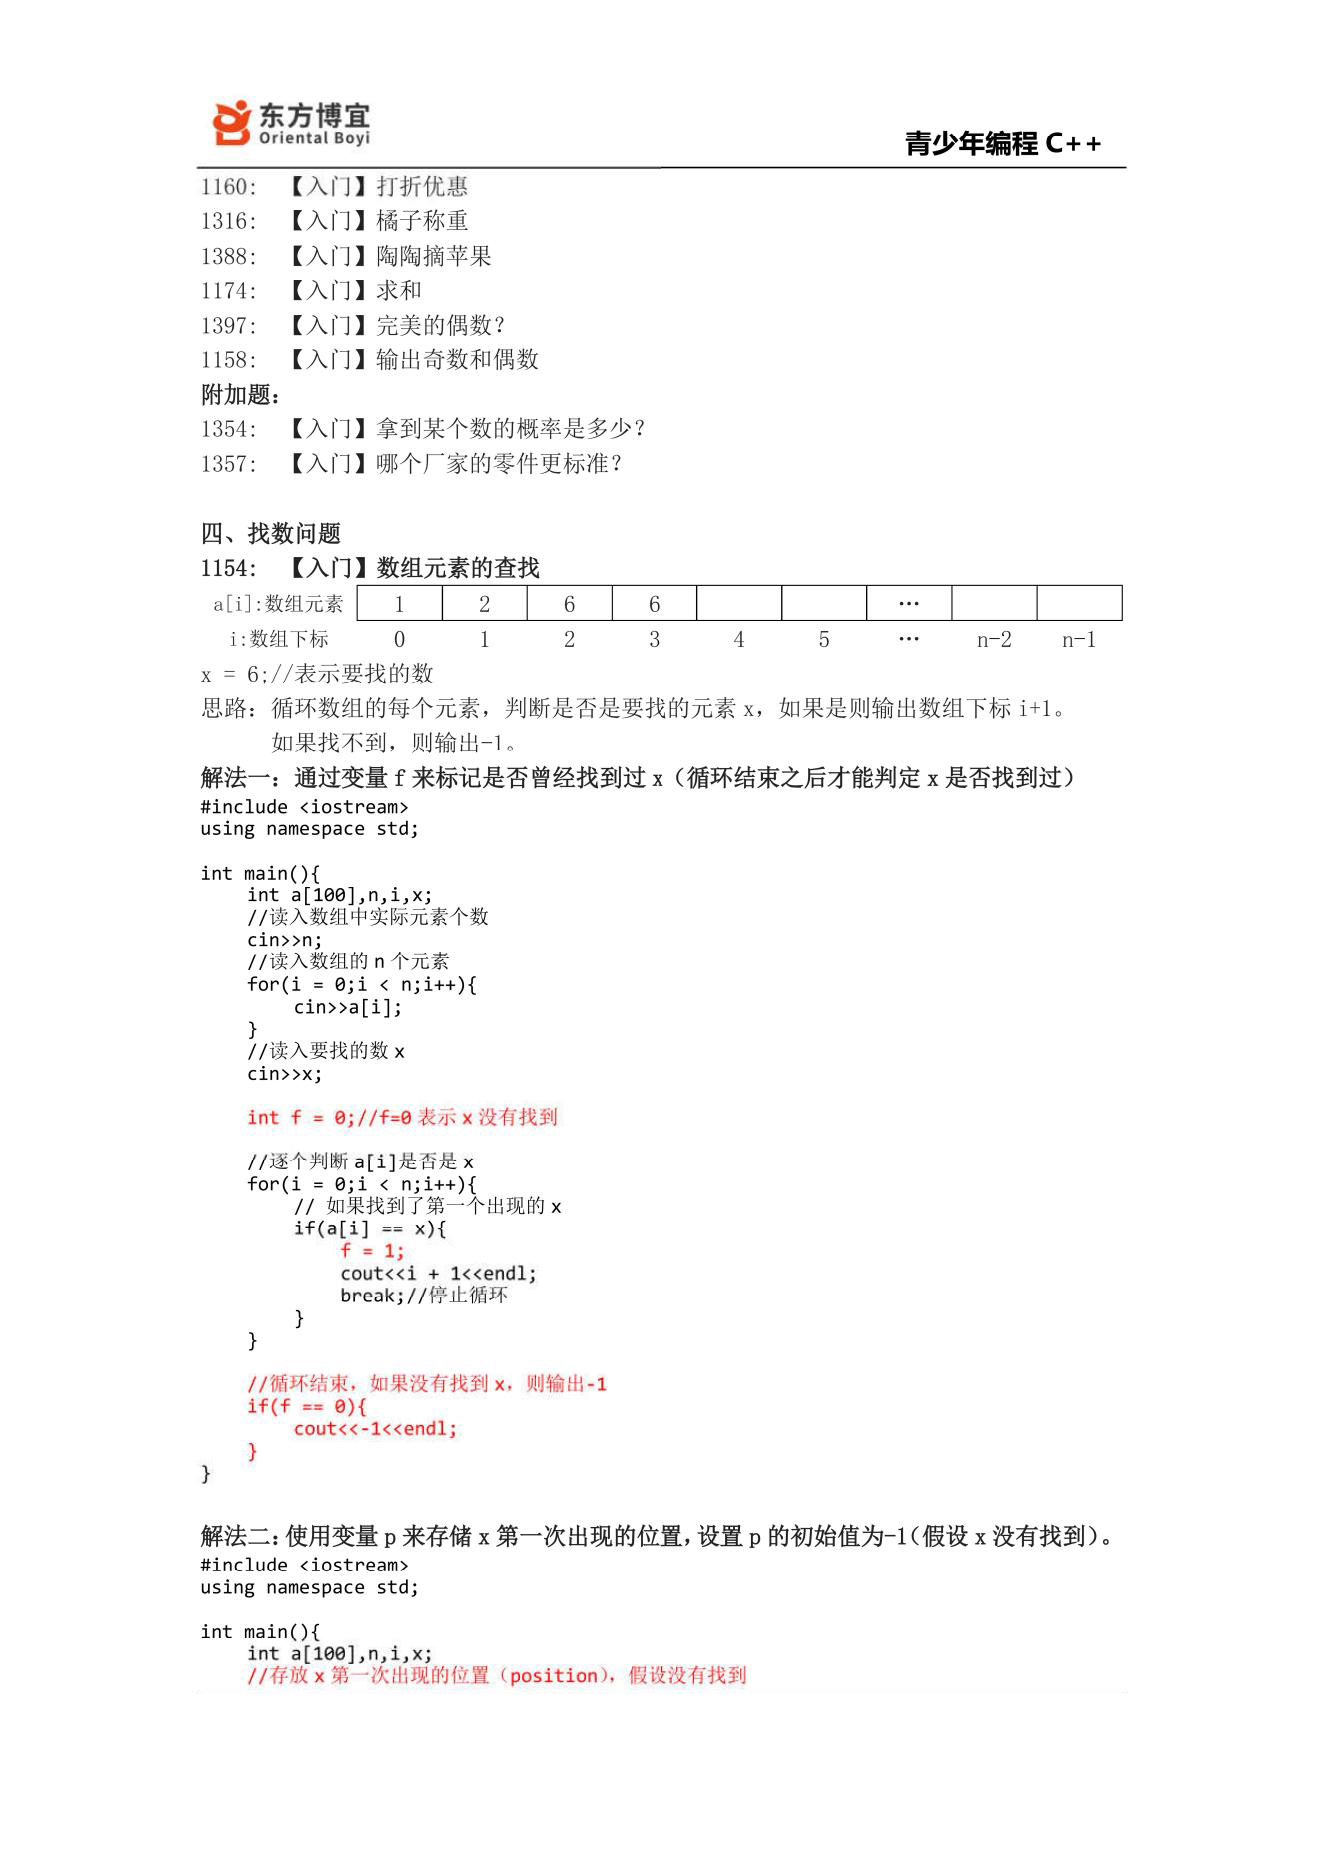 东方博宜
Oriental Boyi
青少年编程 C++
1160: 【入门】打折优惠
1316: 【入门】橘子称重
1388: 【入门】陶陶摘苹果
1174: 【入门】求和
1397: 【入门】完美的偶数?
1158: 【入门】输出奇数和偶数
附加题：
1354: 【入门】拿到某个数的概率是多少?
1357: 【入门】哪个厂家的零件更标准?
四、找数问题
1154: 【入门】数组元素的查找
a[i]:数组元素 1 2 6 6 …
i:数组下标 0 1 2 3 4 5 … n-2 n-1
x = 6;//表示要找的数
思路：循环数组的每个元素，判断是否是要找的元素 x，如果是则输出数组下标 i+1。
如果找不到，则输出-1。
解法一：通过变量 f 来标记是否曾经找到过 x（循环结束之后才能判定 x 是否找到过）
#include <iostream>
using namespace std;
int main(){
    int a[100],n,i,x;
    //读入数组中实际元素个数
    cin>>n;
    //读入数组的 n 个元素
    for(i = 0;i < n;i++){
        cin>>a[i];
    }
    //读入要找的数 x
    cin>>x;
    int f = 0;//f=0 表示 x 没有找到
    //逐个判断 a[i]是否是 x
    for(i = 0;i < n;i++){
        // 如果找到了第一个出现的 x
        if(a[i] == x){
            f = 1;
            cout<<i + 1<<endl;
            break;//停止循环
        }
    }
    //循环结束，如果没有找到 x，则输出-1
    if(f == 0){
        cout<<-1<<endl;
    }
}
解法二：使用变量 p 来存储 x 第一次出现的位置，设置 p 的初始值为-1（假设 x 没有找到）。
#include <iostream>
using namespace std;
int main(){
    int a[100],n,i,x;
    //存放 x 第一次出现的位置（position），假设没有找到